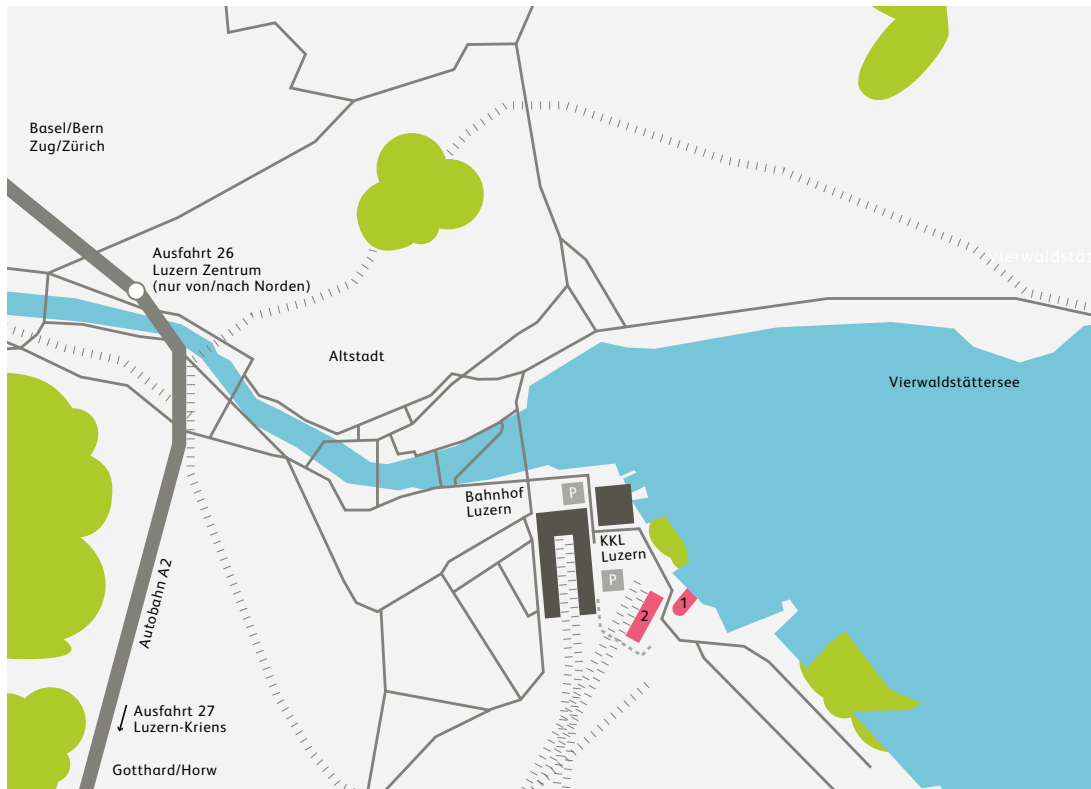 Basel/Bern
Zug/Zürich
Ausfahrt 26
Luzern Zentrum
(nur von/nach Norden)
Vierwaldstät
Altstadt
Vierwaldstättersee
Bahnhof
Luzern
P
KKL
Luzern
P
1
2
Autobahn A2
Ausfahrt 27
Luzern-Kriens
Gotthard/Horw